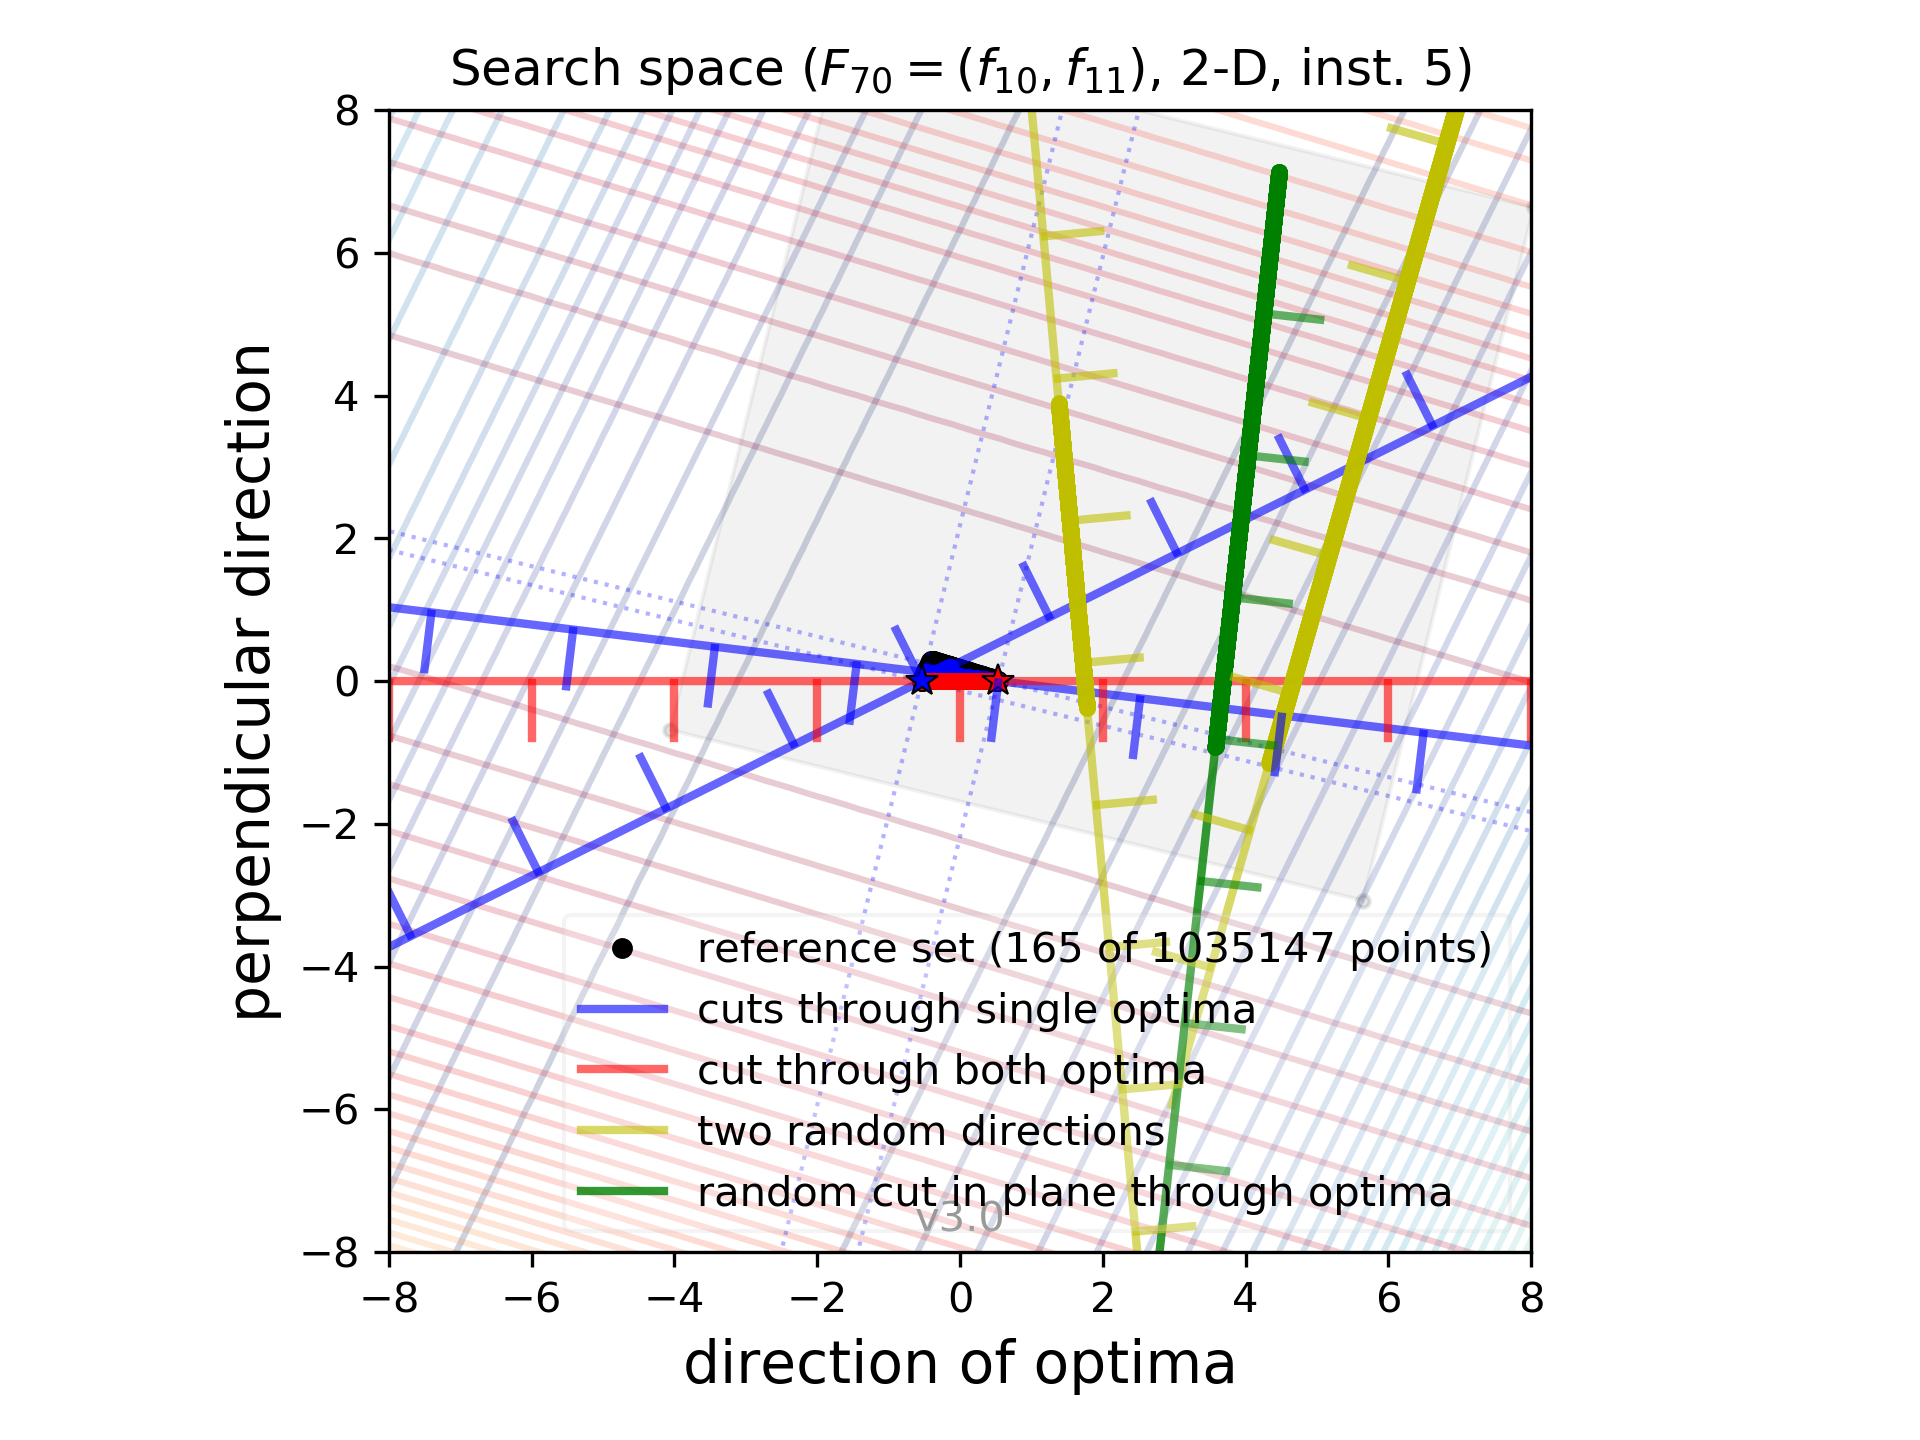 Search space (F₇₀ = (f₁₀, f₁₁), 2-D, inst. 5)
8
6
4
2
0
−2
−4
−6
−8
perpendicular direction
reference set (165 of 1035147 points)
cuts through single optima
cut through both optima
two random directions
random cut in plane through optima
v3.0
−8 −6 −4 −2 0 2 4 6 8
direction of optima